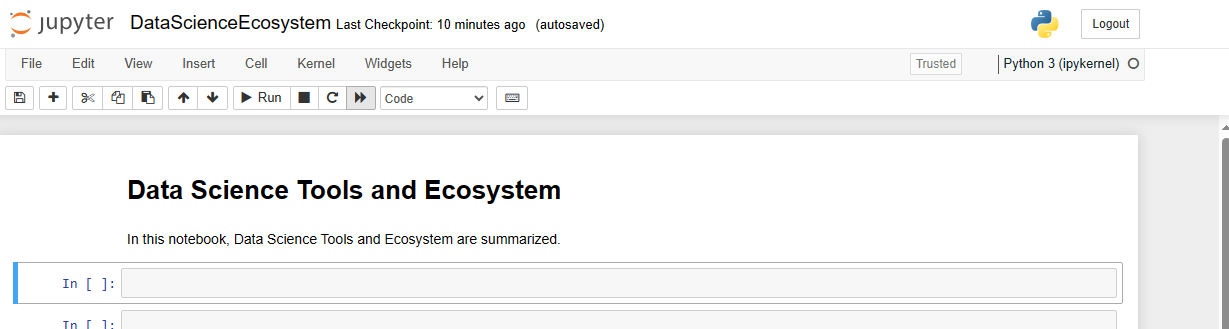 jupyter DataScienceEcosystem Last Checkpoint: 10 minutes ago (autosaved) Logout
File Edit View Insert Cell Kernel Widgets Help Trusted Python 3 (ipykernel)
Run Code
Data Science Tools and Ecosystem
In this notebook, Data Science Tools and Ecosystem are summarized.
In [ ]:
In [ ]: